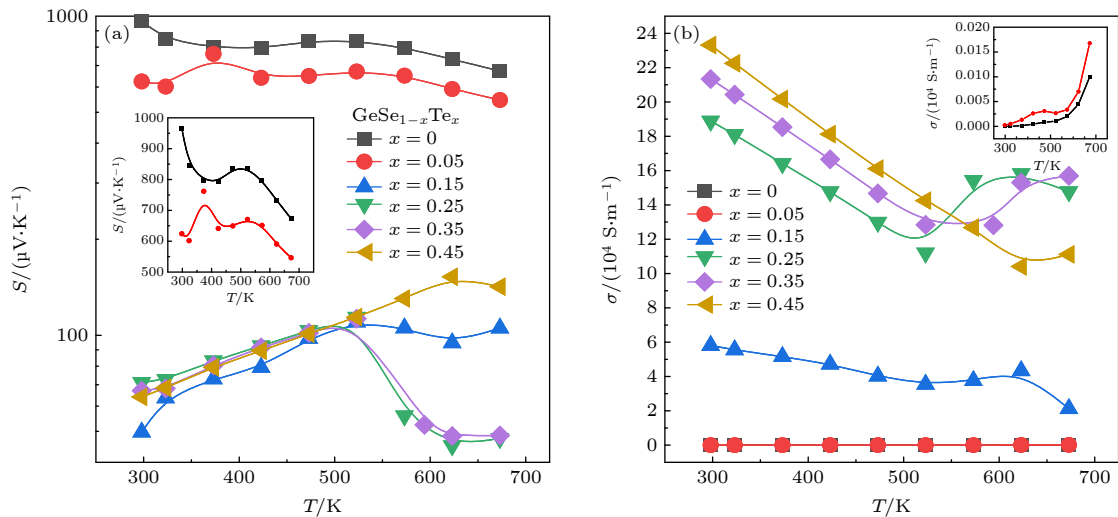 (a)
1000
100
S/(μV·K⁻¹)
GeSe₁₋ₓTeₓ
x = 0
x = 0.05
x = 0.15
x = 0.25
x = 0.35
x = 0.45
1000
900
800
700
600
500
S/(μV·K⁻¹)
300 400 500 600 700
T/K
300 400 500 600 700
T/K
(b)
24
22
20
18
16
14
12
10
8
6
4
2
0
σ/(10⁴ S·m⁻¹)
x = 0
x = 0.05
x = 0.15
x = 0.25
x = 0.35
x = 0.45
0.020
0.015
0.010
0.005
0.000
σ/(10⁴ S·m⁻¹)
300 400 500 600 700
T/K
300 400 500 600 700
T/K